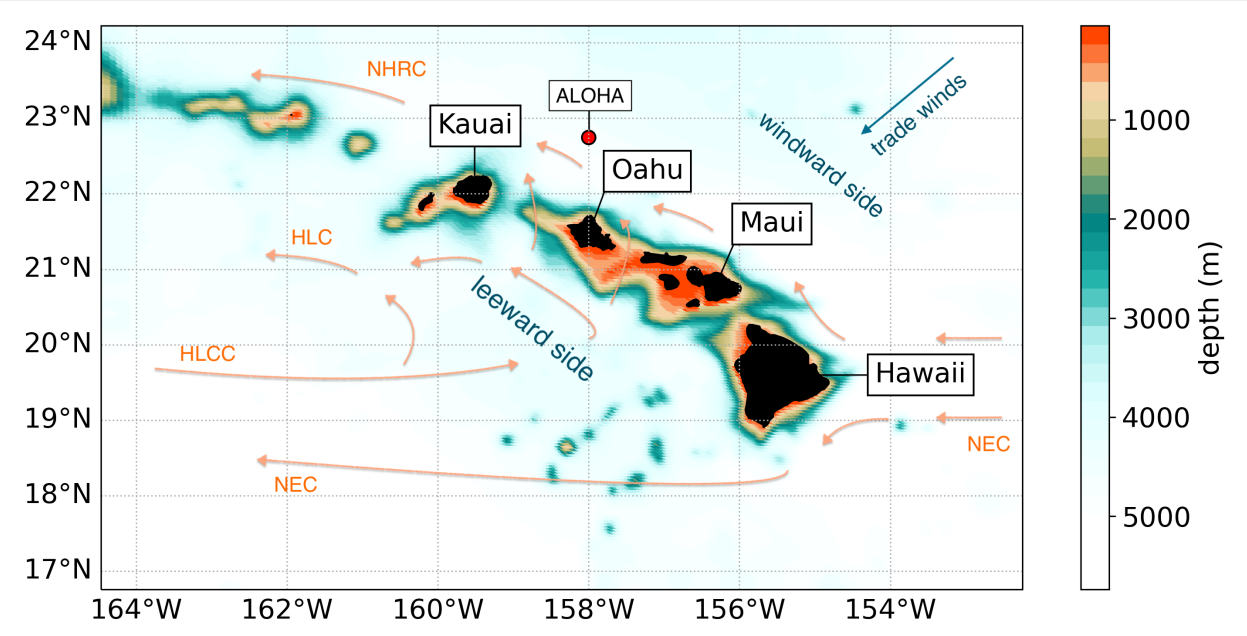 24°N
23°N
22°N
21°N
20°N
19°N
18°N
17°N
164°W
162°W
160°W
158°W
156°W
154°W
NHRC
ALOHA
Kauai
Oahu
Maui
Hawaii
trade winds
windward side
leeward side
HLC
HLCC
NEC
NEC
1000
2000
3000
4000
5000
depth (m)